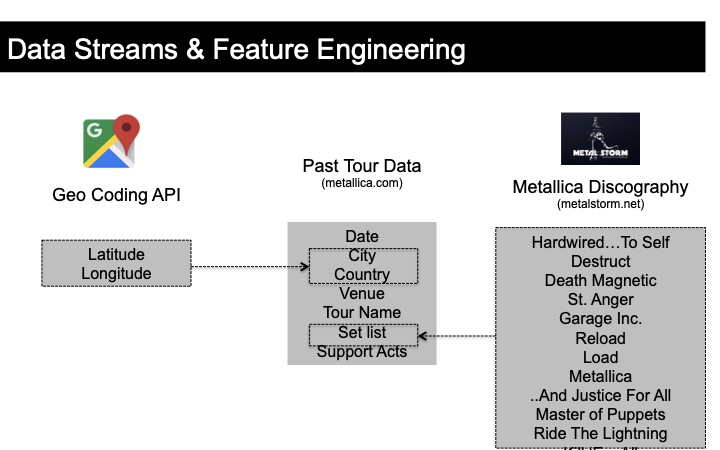 Data Streams & Feature Engineering
G
METAL STORM
Geo Coding API
Past Tour Data
(metallica.com)
Metallica Discography
(metalstorm.net)
Latitude
Longitude
Date
City
Country
Venue
Tour Name
Set list
Support Acts
Hardwired…To Self
Destruct
Death Magnetic
St. Anger
Garage Inc.
Reload
Load
Metallica
..And Justice For All
Master of Puppets
Ride The Lightning